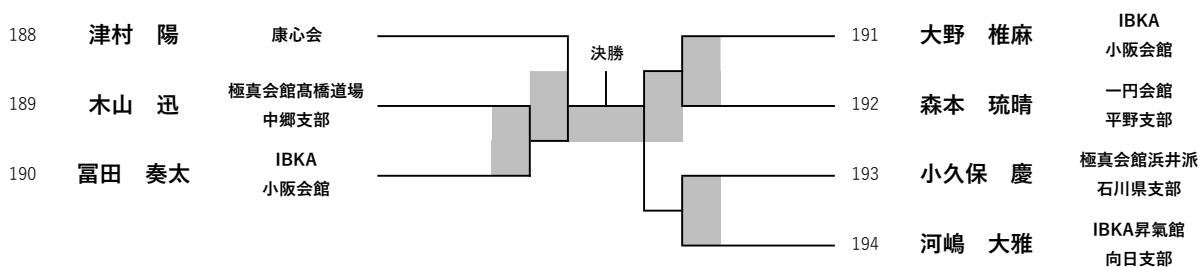 188 津村　陽 康心会
189 木山　迅 極真会館髙橋道場
中郷支部
190 冨田　奏太 IBKA
小阪会館
決勝
191 大野　椎麻 IBKA
小阪会館
192 森本　琉晴 一円会館
平野支部
193 小久保　慶 極真会館浜井派
石川県支部
194 河嶋　大雅 IBKA昇氣館
向日支部